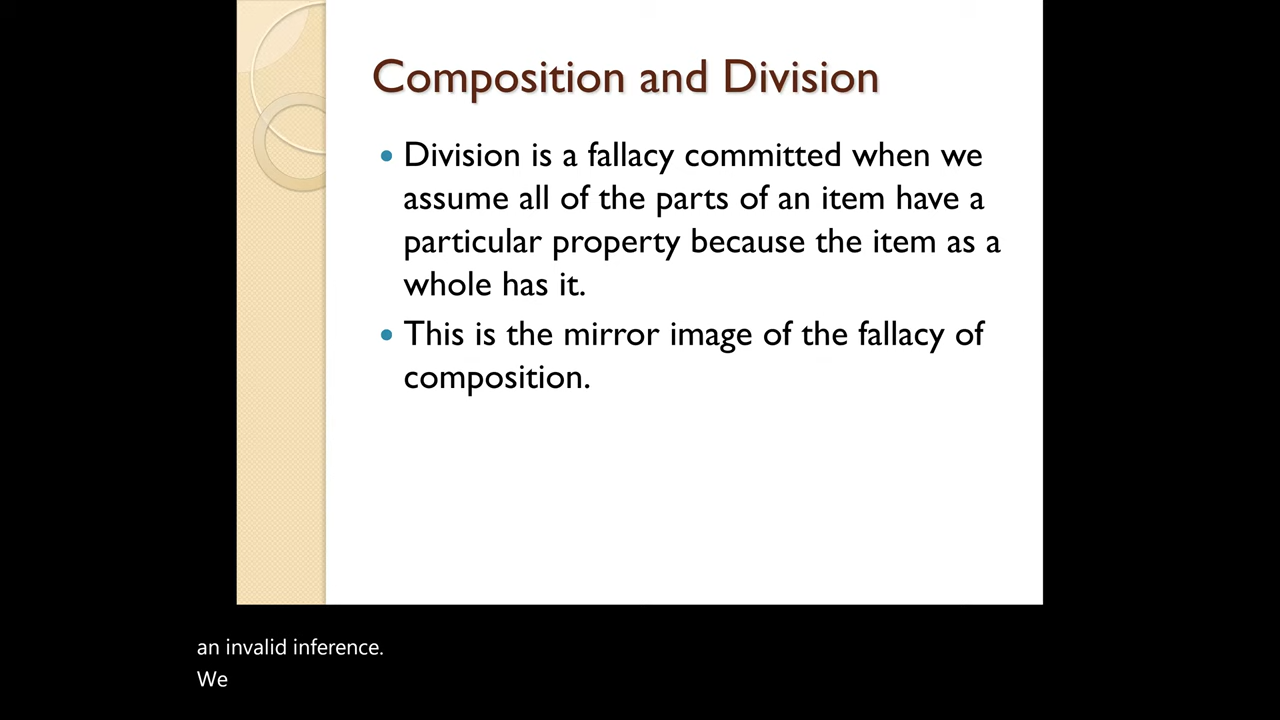 Composition and Division
• Division is a fallacy committed when we
assume all of the parts of an item have a
particular property because the item as a
whole has it.
• This is the mirror image of the fallacy of
composition.
an invalid inference.
We